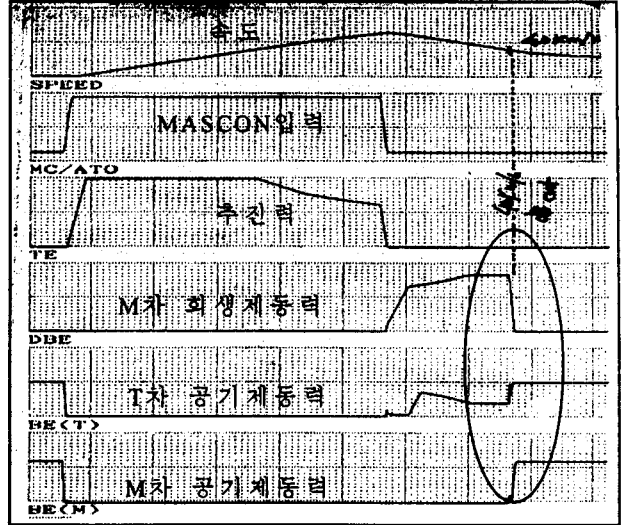 속도
SPEED
MASCON입력
MC/ATO
추진력
TE
M차 회생제동력
DBE
T차 공기제동력
BE(T)
M차 공기제동력
BE(M)